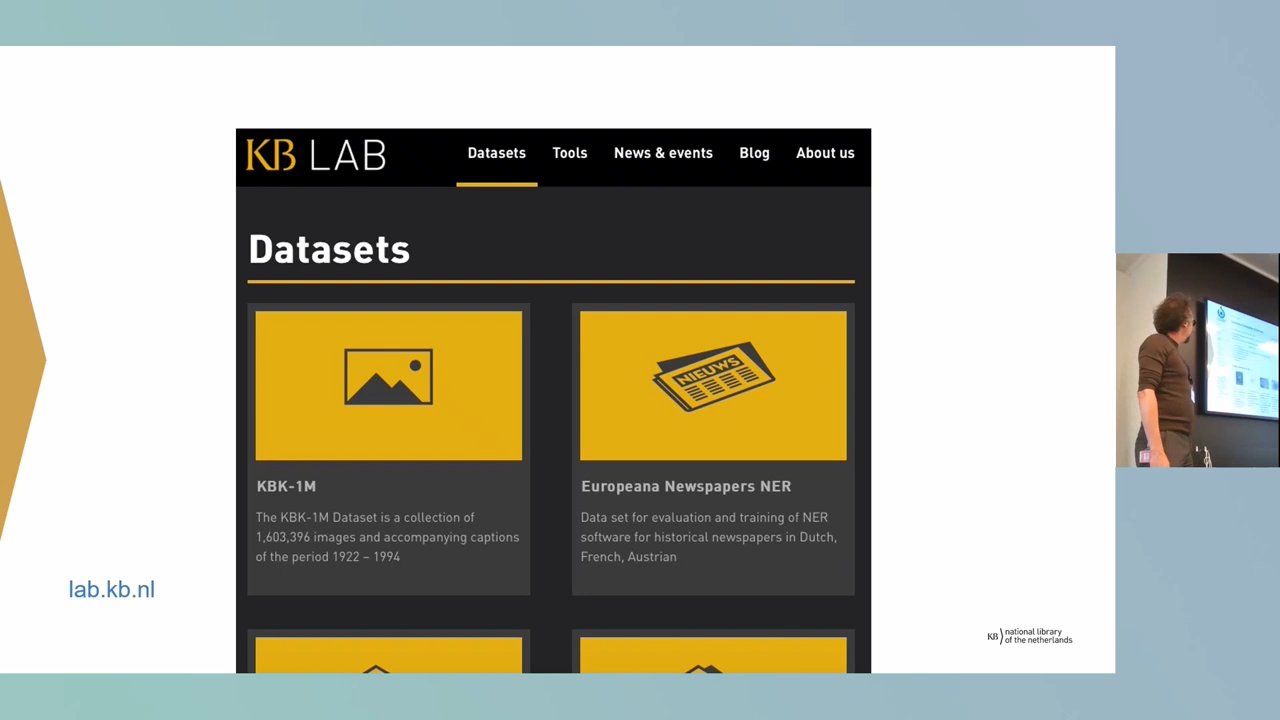 KB LAB
Datasets Tools News & events Blog About us
Datasets
NIEUWS
KBK-1M
The KBK-1M Dataset is a collection of
1,603,396 images and accompanying captions
of the period 1922 – 1994
Europeana Newspapers NER
Data set for evaluation and training of NER
software for historical newspapers in Dutch,
French, Austrian
lab.kb.nl
KB national library
of the netherlands